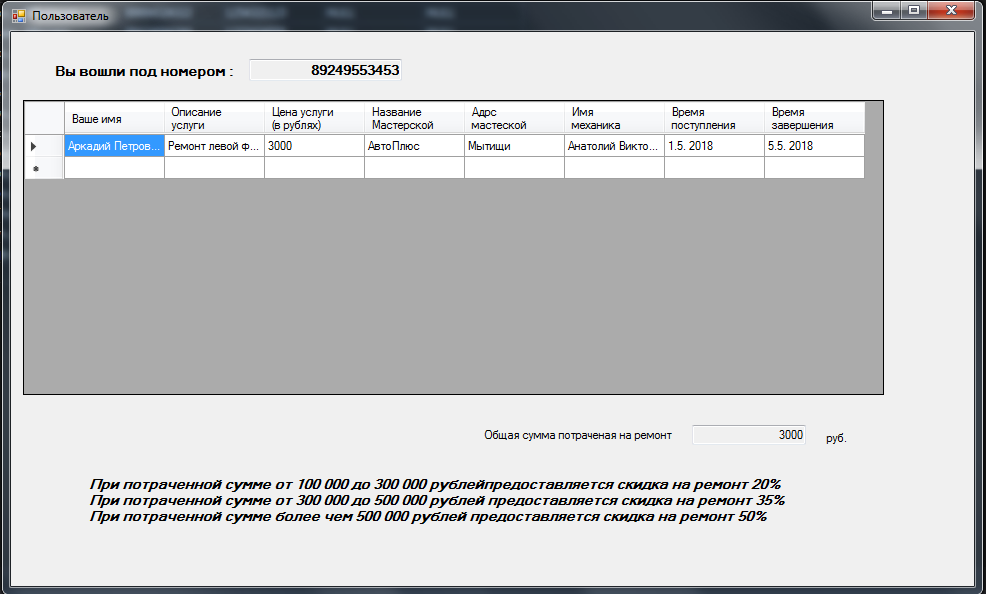 Пользователь
Вы вошли под номером : 89249553453
Ваше имя
Описание услуги
Цена услуги (в рублях)
Название Мастерской
Адрс мастеской
Имя механика
Время поступления
Время завершения
Аркадий Петров... Ремонт левой ф... 3000 АвтоПлюс Мытищи Анатолий Викто... 1.5. 2018 5.5. 2018
Общая сумма потраченая на ремонт 3000 руб.
При потраченной сумме от 100 000 до 300 000 рублейпредоставляется скидка на ремонт 20%
При потраченной сумме от 300 000 до 500 000 рублей предоставляется скидка на ремонт 35%
При потраченной сумме более чем 500 000 рублей предоставляется скидка на ремонт 50%